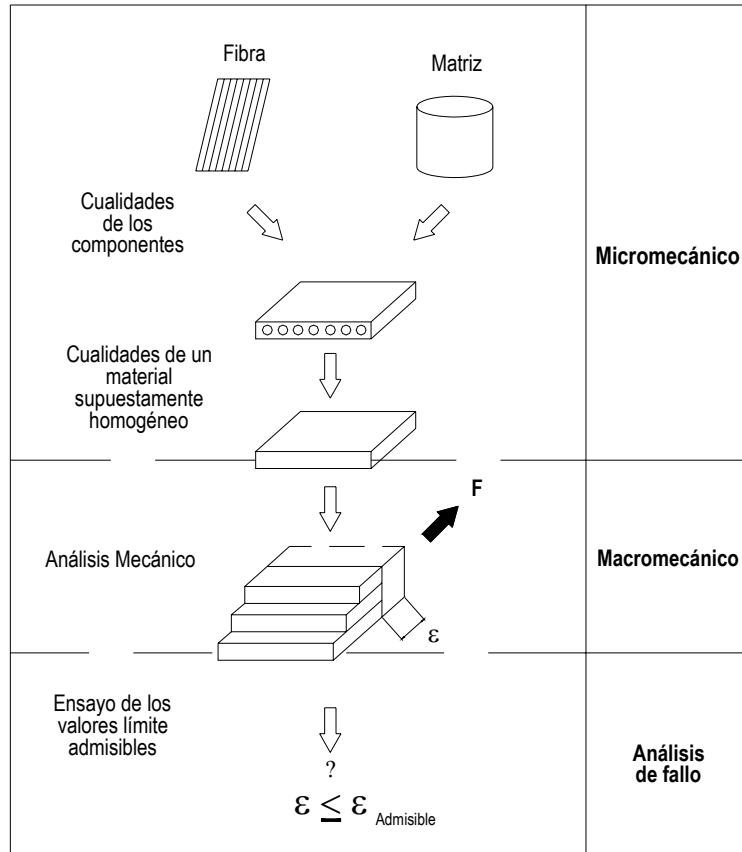 Fibra
Matriz
Cualidades
de los
componentes
Micromecánico
Cualidades de un
material
supuestamente
homogéneo
F
Análisis Mecánico
Macromecánico
ε
Ensayo de los
valores límite
admisibles
Análisis
de fallo
?
ε ≤ ε Admisible